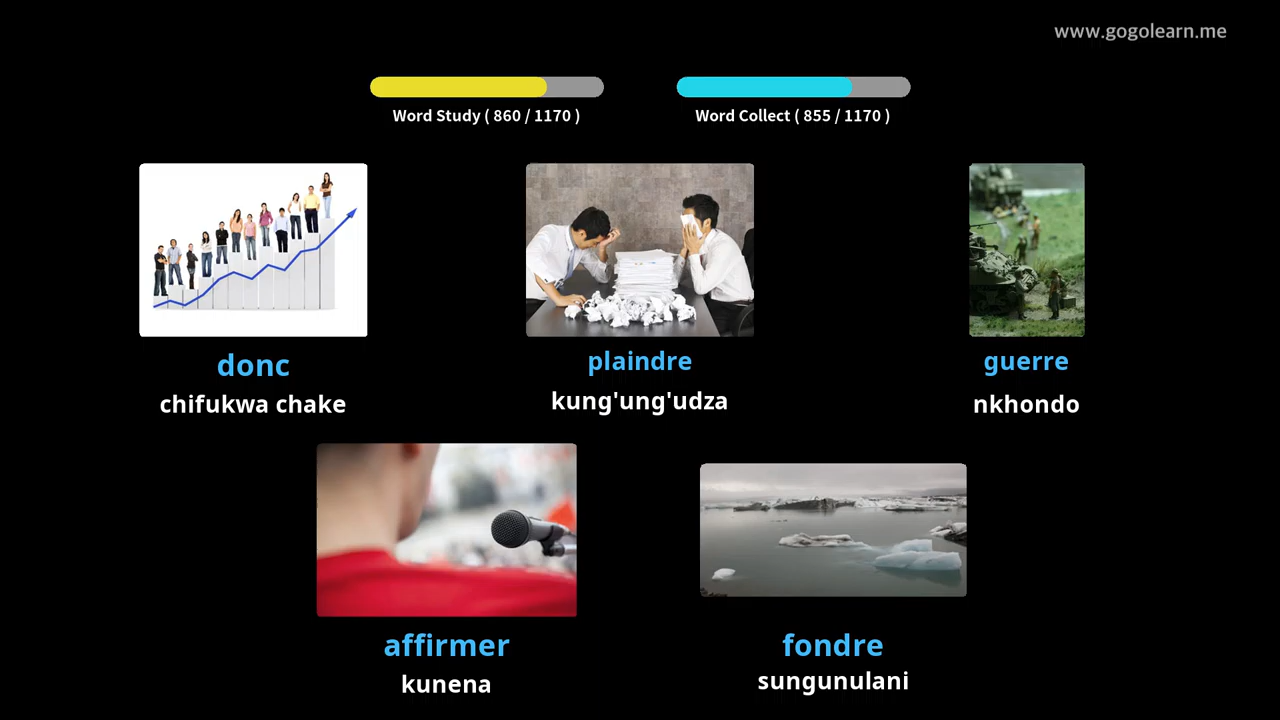 www.gogolearn.me
Word Study ( 860 / 1170 )
Word Collect ( 855 / 1170 )
donc
chifukwa chake
plaindre
kung'ung'udza
guerre
nkhondo
affirmer
kunena
fondre
sungunulani